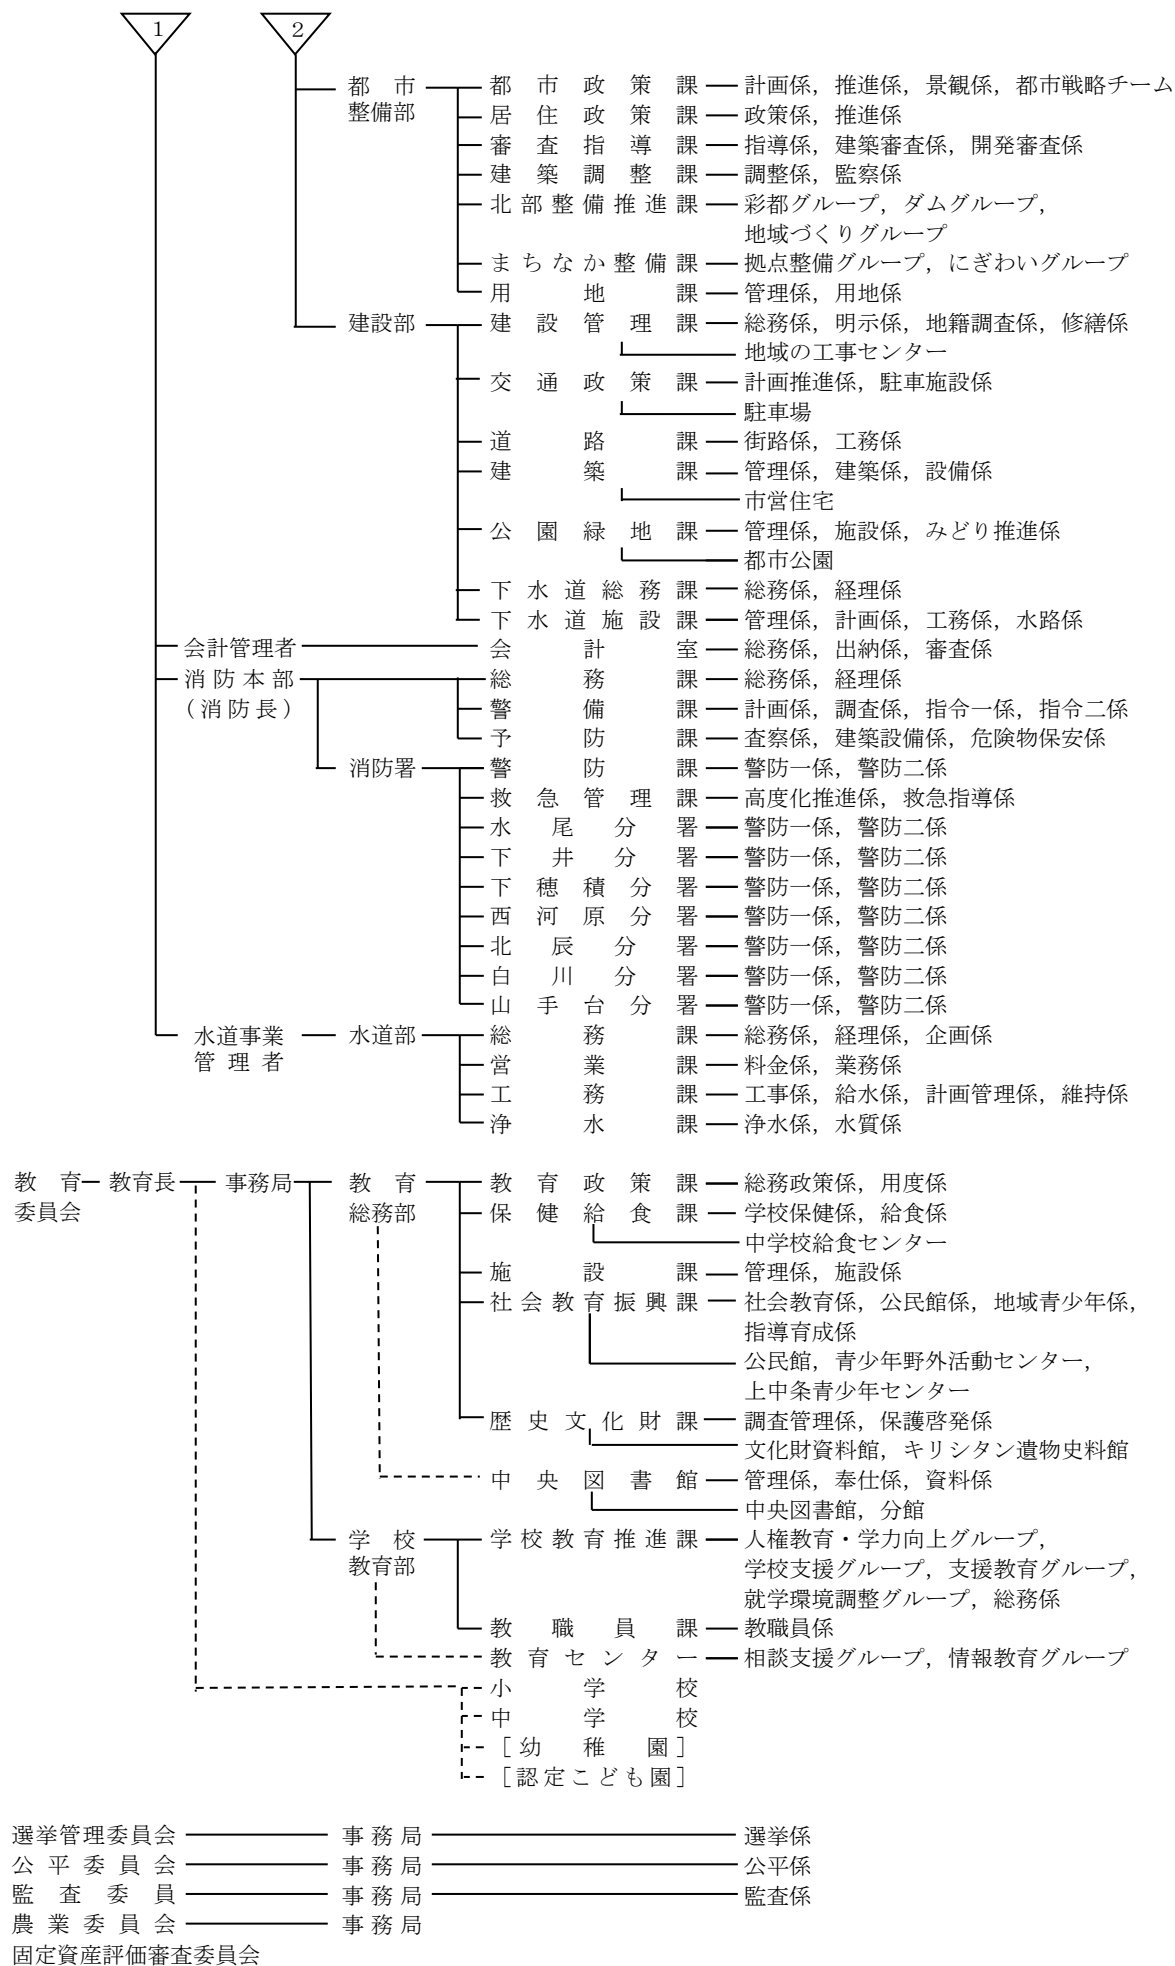 1 2
都市 都市政策課 計画係，推進係，景観係，都市戦略チーム
整備部 居住政策課 政策係，推進係
審査指導課 指導係，建築審査係，開発審査係
建築調整課 調整係，監察係
北部整備推進課 彩都グループ，ダムグループ，
地域づくりグループ
まちなか整備課 拠点整備グループ，にぎわいグループ
用地課 管理係，用地係
建設部 建設管理課 総務係，明示係，地籍調査係，修繕係
地域の工事センター
交通政策課 計画推進係，駐車施設係
駐車場
道路課 街路係，工務係
建築課 管理係，建築係，設備係
市営住宅
公園緑地課 管理係，施設係，みどり推進係
都市公園
下水道総務課 総務係，経理係
下水道施設課 管理係，計画係，工務係，水路係
会計管理者 会計室 総務係，出納係，審査係
消防本部 総務課 総務係，経理係
（消防長） 警備課 計画係，調査係，指令一係，指令二係
予防課 査察係，建築設備係，危険物保安係
消防署 警防課 警防一係，警防二係
救急管理課 高度化推進係，救急指導係
水尾分署 警防一係，警防二係
下井分署 警防一係，警防二係
下穂積分署 警防一係，警防二係
西河原分署 警防一係，警防二係
北辰分署 警防一係，警防二係
白川分署 警防一係，警防二係
山手台分署 警防一係，警防二係
水道事業 水道部 総務課 総務係，経理係，企画係
管理者 営業課 料金係，業務係
工務課 工事係，給水係，計画管理係，維持係
浄水課 浄水係，水質係
教育 教育長 事務局 教育 教育政策課 総務政策係，用度係
委員会 総務部 保健給食課 学校保健係，給食係
中学校給食センター
施設課 管理係，施設係
社会教育振興課 社会教育係，公民館係，地域青少年係，
指導育成係
公民館，青少年野外活動センター，
上中条青少年センター
歴史文化財課 調査管理係，保護啓発係
文化財資料館，キリシタン遺物史料館
中央図書館 管理係，奉仕係，資料係
中央図書館，分館
学校 学校教育推進課 人権教育・学力向上グループ，
教育部 学校支援グループ，支援教育グループ，
就学環境調整グループ，総務係
教職員課 教職員係
教育センター 相談支援グループ，情報教育グループ
小学校
中学校
［幼稚園］
［認定こども園］
選挙管理委員会 事務局 選挙係
公平委員会 事務局 公平係
監査委員 事務局 監査係
農業委員会 事務局
固定資産評価審査委員会